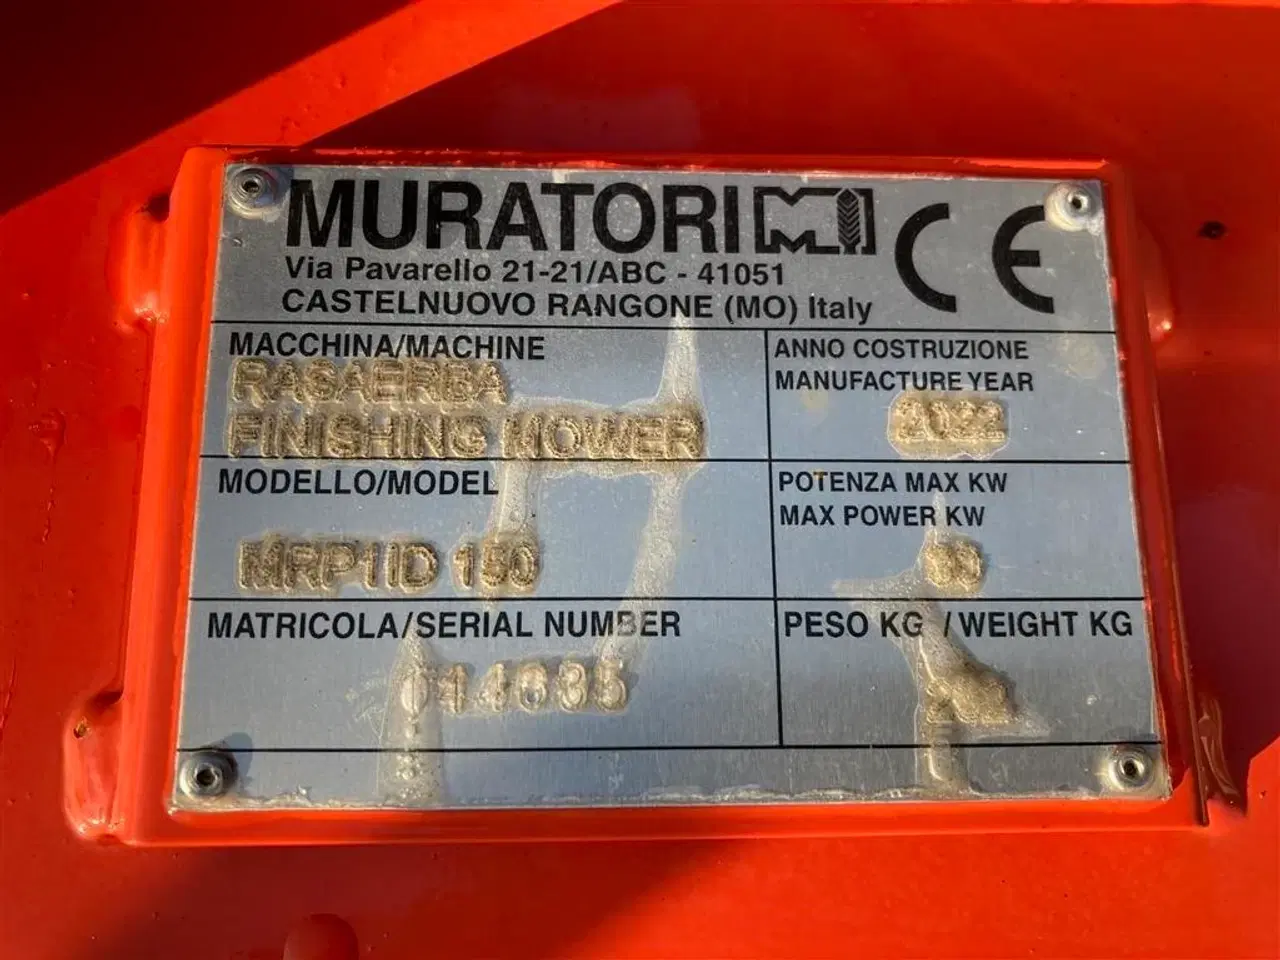 MURATORI
CE
Via Pavarello 21-21/ABC - 41051
CASTELNUOVO RANGONE (MO) Italy
MACCHINA/MACHINE
RASAERBA
FINISHING MOWER
ANNO COSTRUZIONE
MANUFACTURE YEAR
2022
MODELLO/MODEL
MRP1ID 150
POTENZA MAX KW
MAX POWER KW
MATRICOLA/SERIAL NUMBER
PESO KG /WEIGHT KG